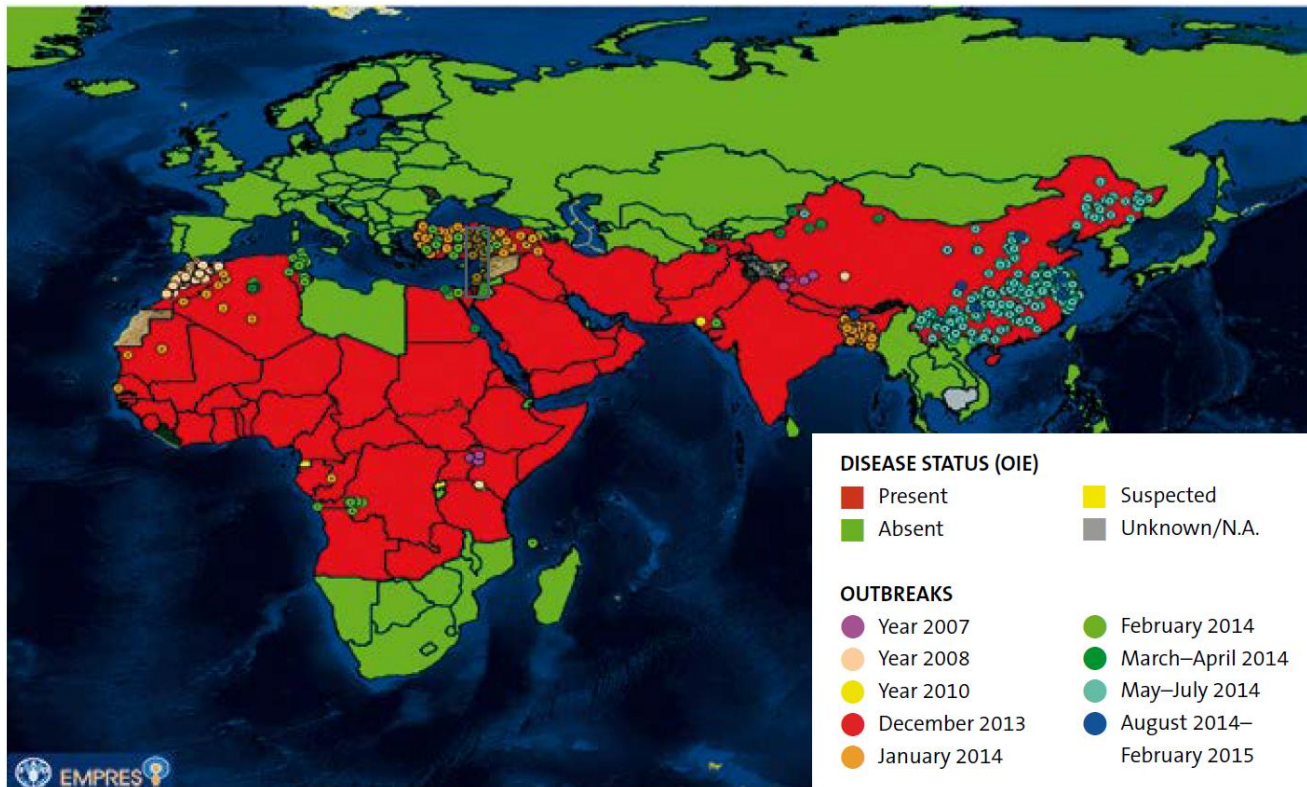 DISEASE STATUS (OIE)
Present
Absent
Suspected
Unknown/N.A.
OUTBREAKS
Year 2007
Year 2008
Year 2010
December 2013
January 2014
February 2014
March–April 2014
May–July 2014
August 2014–
February 2015
EMPRES